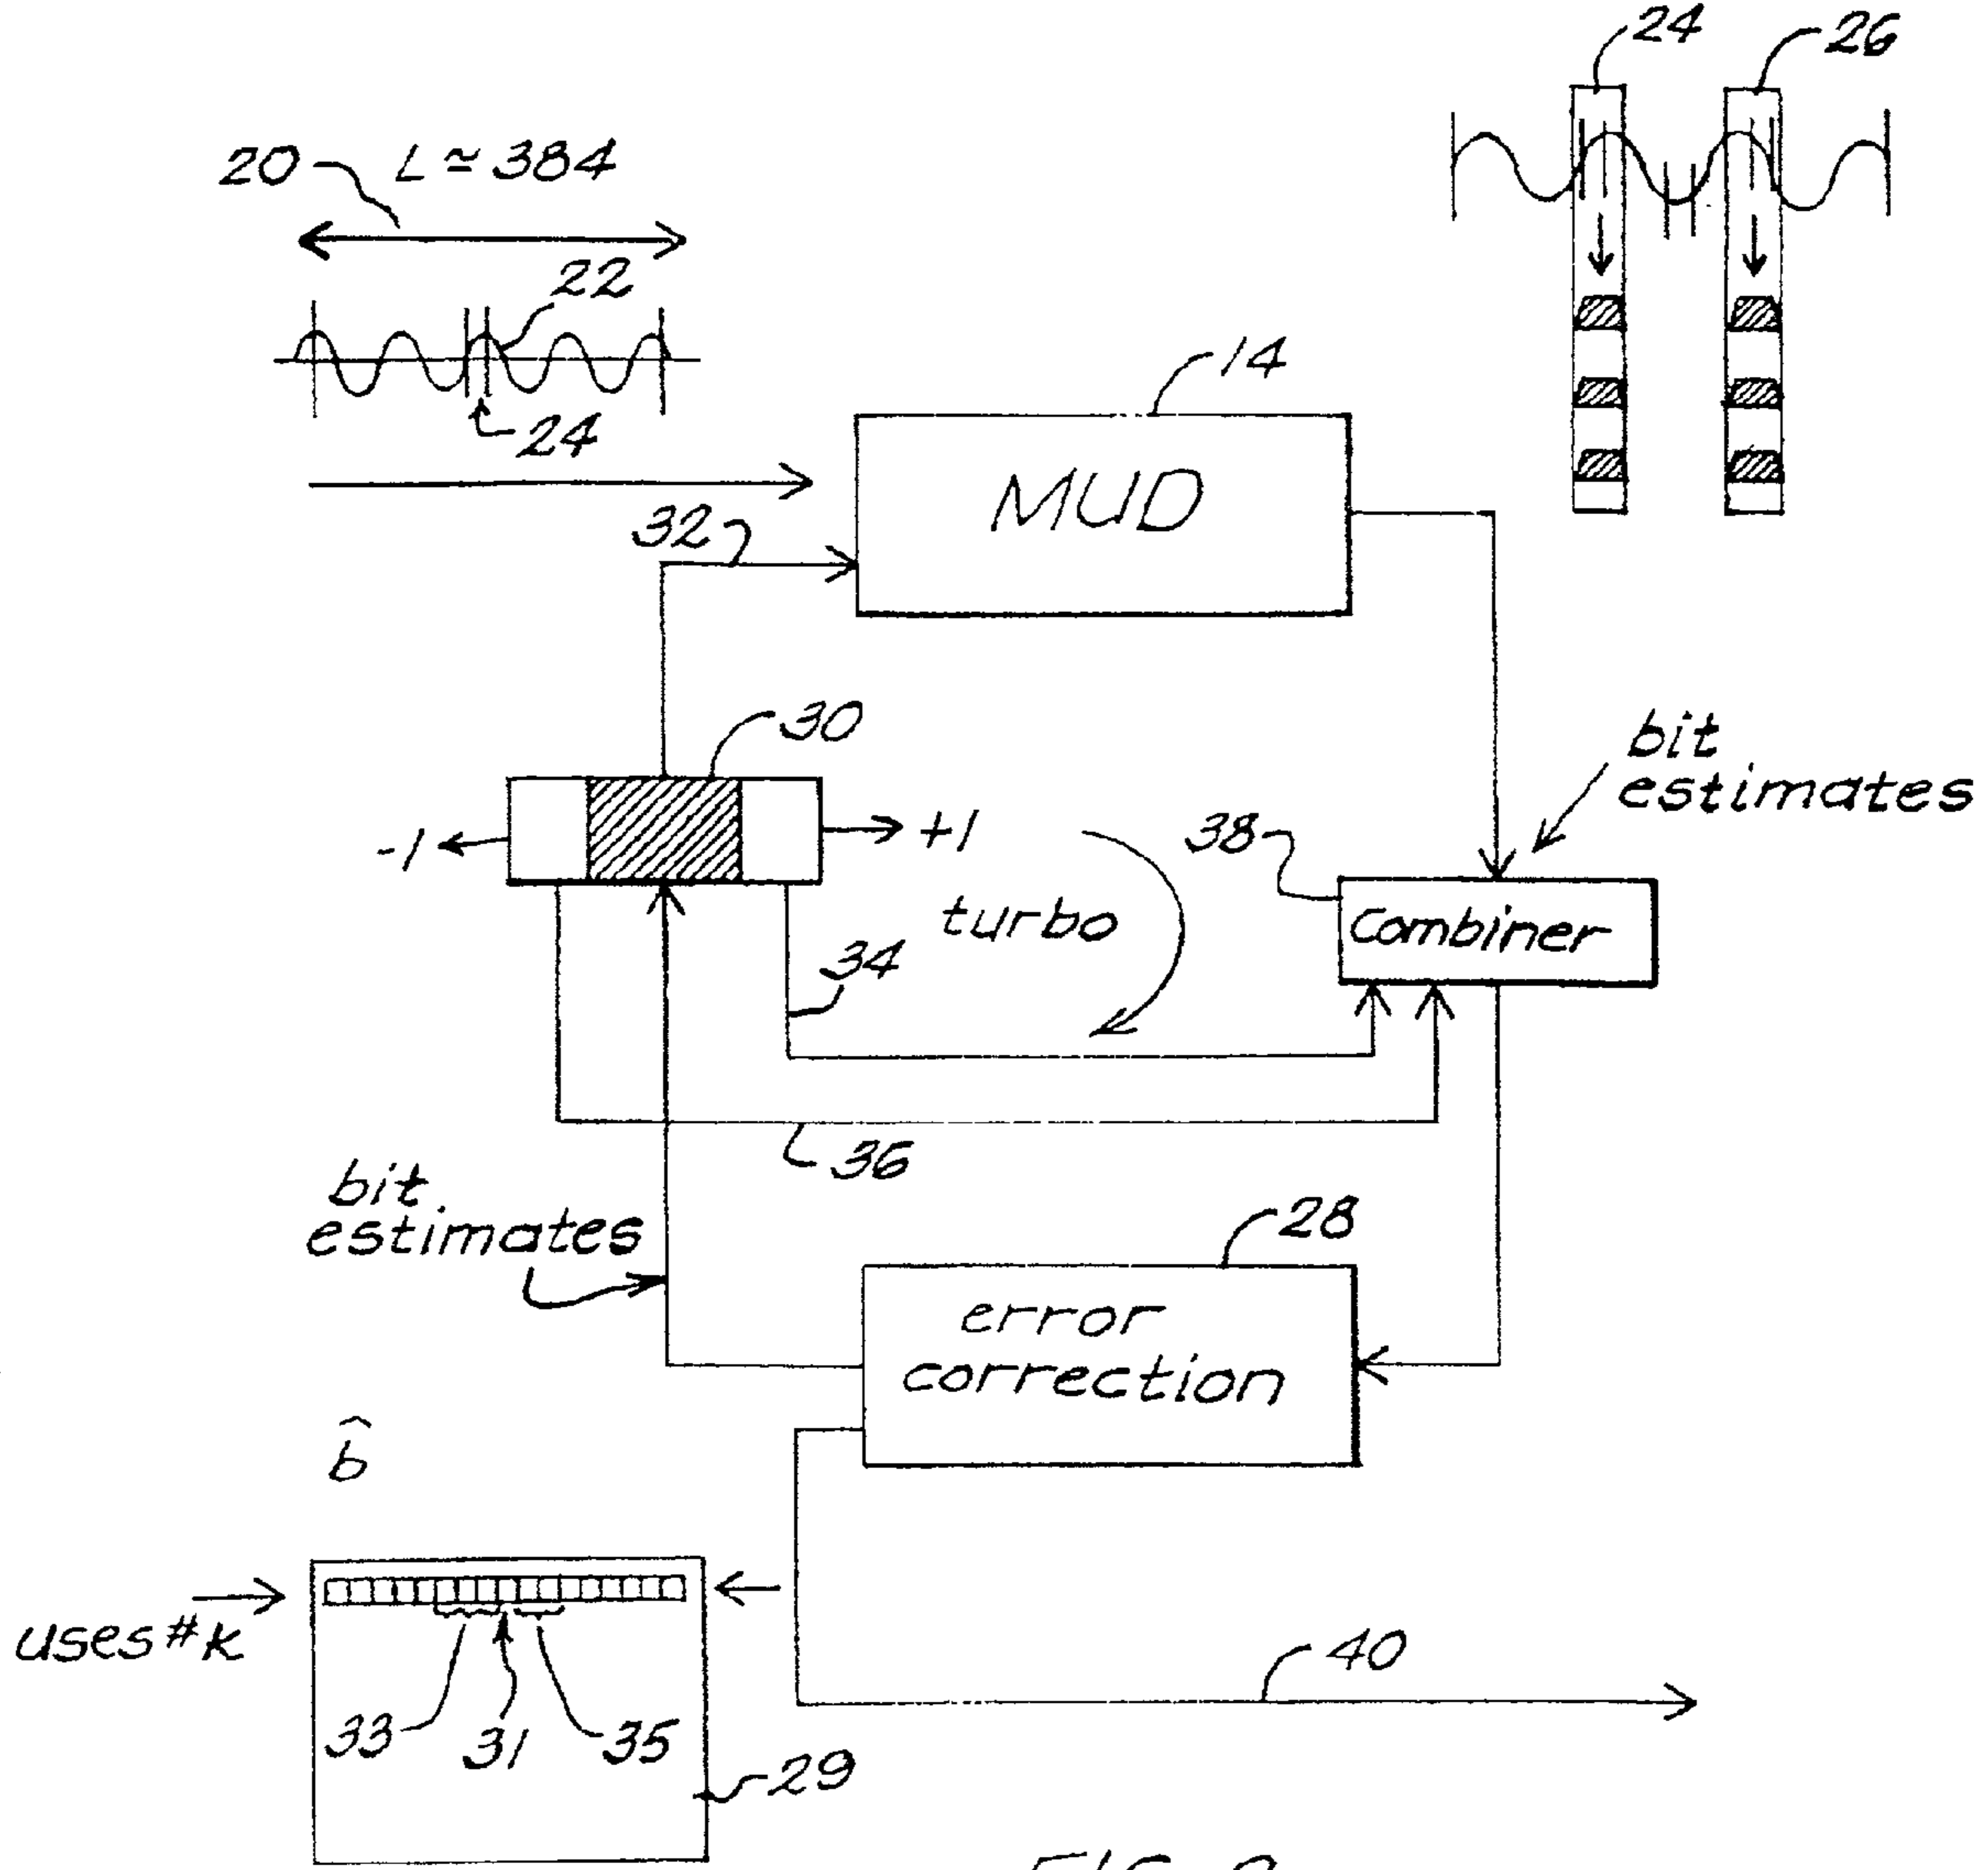 24
26
20
L ≃ 384
22
24
14
MUD
32
30
bit
estimates
-1
+1
38
turbo
combiner
34
36
bit
estimates
28
error
correction
b̂
uses #k
40
33
31
35
29